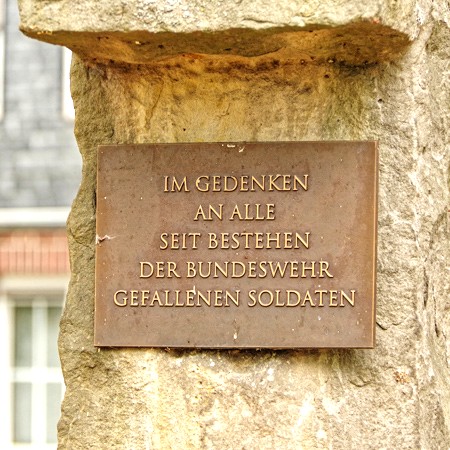 IM GEDENKEN
AN ALLE
SEIT BESTEHEN
DER BUNDESWEHR
GEFALLENEN SOLDATEN